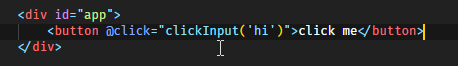 <div id="app">
<button @click="clickInput('hi')">click me</button>
</div>